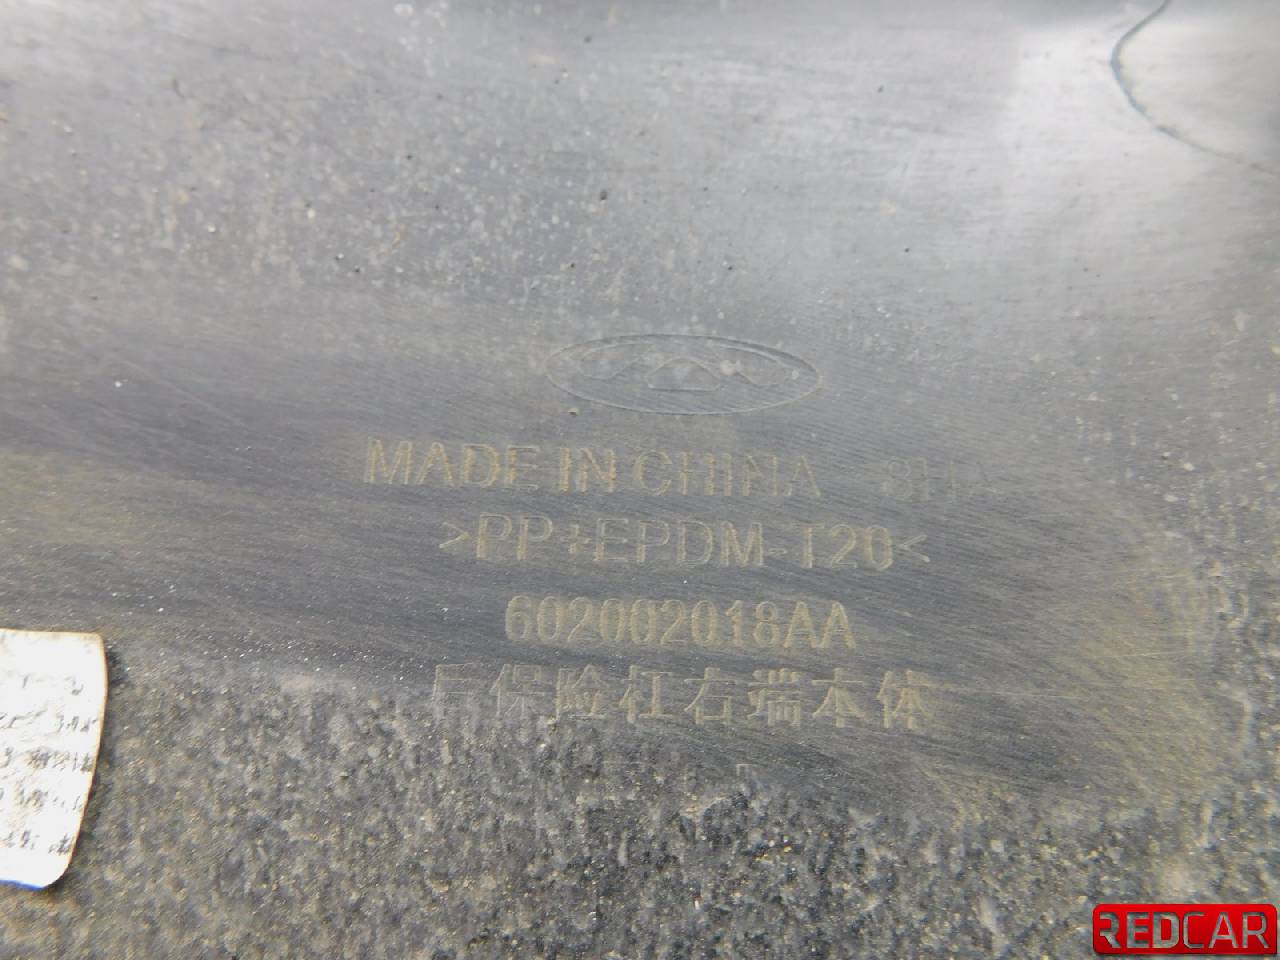 MADE IN CHINA
>PP+EPDM-T20<
602002018AA
后保险杠右端本体
REDCAR